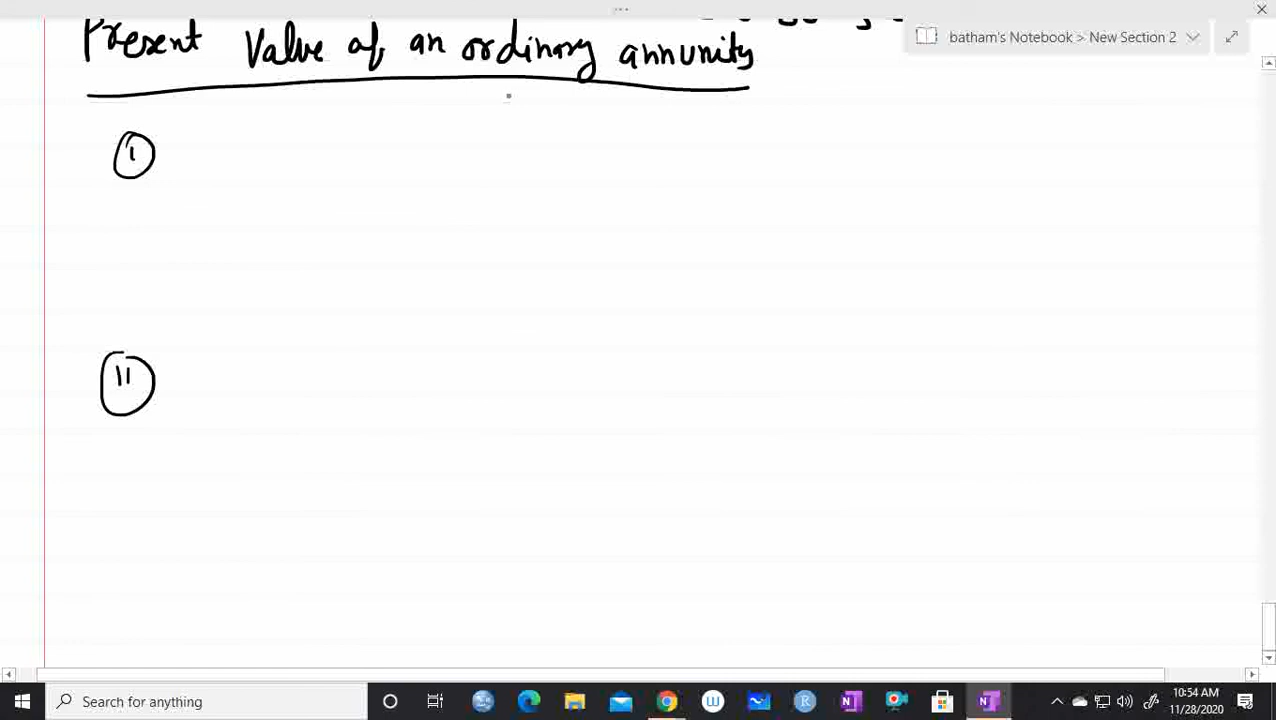 batham's Notebook > New Section 2
Present Value of an ordinary annunity
I
II
Search for anything
10:54 AM
11/28/2020